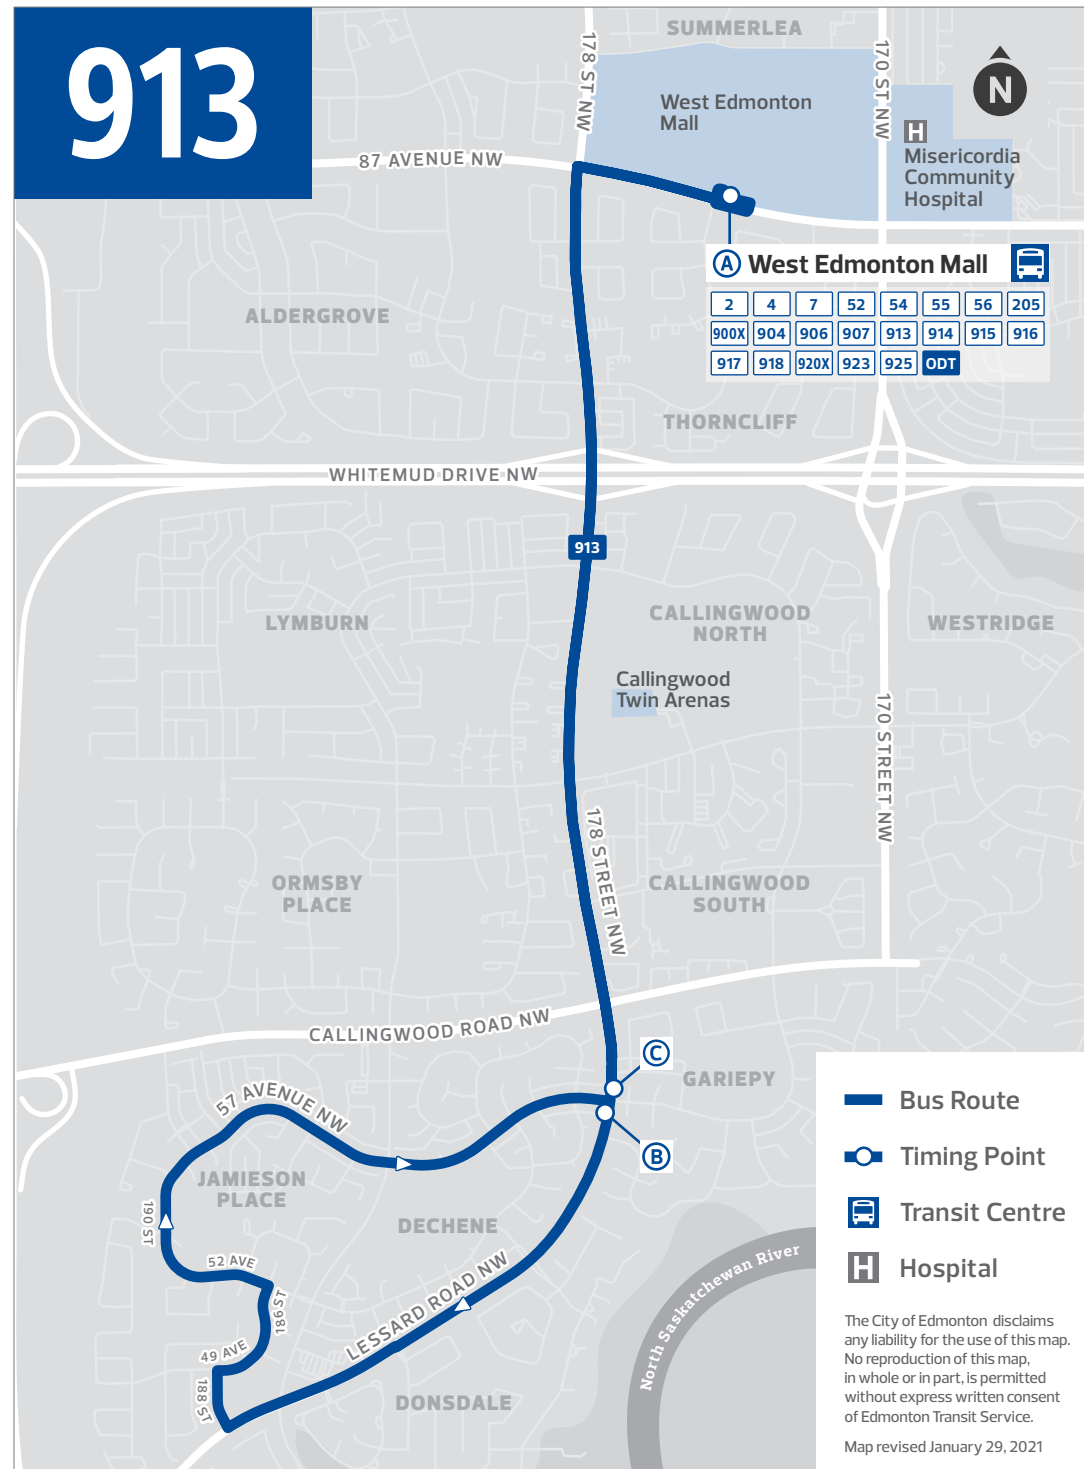 913
SUMMERLEA
178 ST NW
170 ST NW
N
West Edmonton
Mall
H
Misericordia
Community
Hospital
87 AVENUE NW
A West Edmonton Mall
2 4 7 52 54 55 56 205
900X 904 906 907 913 914 915 916
917 918 920X 923 925 ODT
ALDERGROVE
THORNCLIFF
WHITEMUD DRIVE NW
913
LYMBURN
CALLINGWOOD
NORTH
WESTRIDGE
Callingwood
Twin Arenas
170 STREET NW
178 STREET NW
ORMSBY
PLACE
CALLINGWOOD
SOUTH
CALLINGWOOD ROAD NW
C
GARIEPY
57 AVENUE NW
B
JAMIESON
PLACE
190 ST
DECHENE
52 AVE
186 ST
LESSARD ROAD NW
49 AVE
188 ST
DONSDALE
North Saskatchewan River
Bus Route
Timing Point
Transit Centre
H Hospital
The City of Edmonton disclaims
any liability for the use of this map.
No reproduction of this map,
in whole or in part, is permitted
without express written consent
of Edmonton Transit Service.
Map revised January 29, 2021